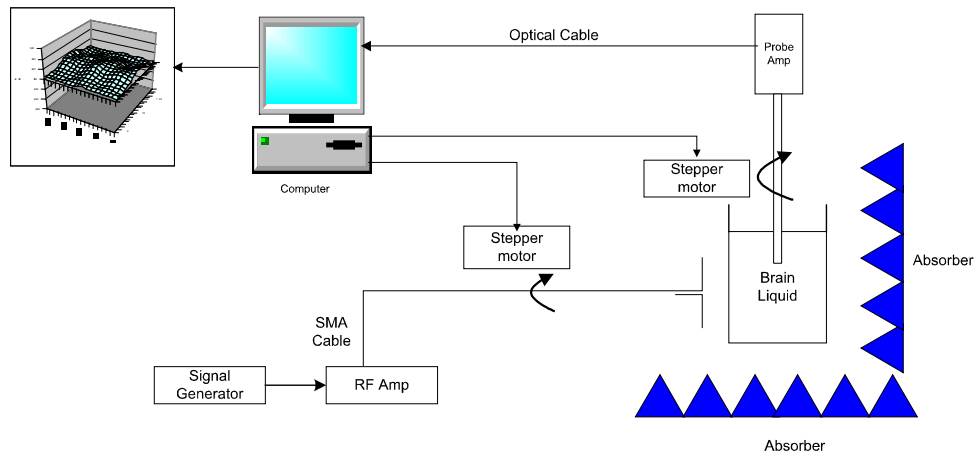 Optical Cable
Probe
Amp
Computer
Stepper
motor
Stepper
motor
Brain
Liquid
Absorber
SMA
Cable
Signal
Generator
RF Amp
Absorber